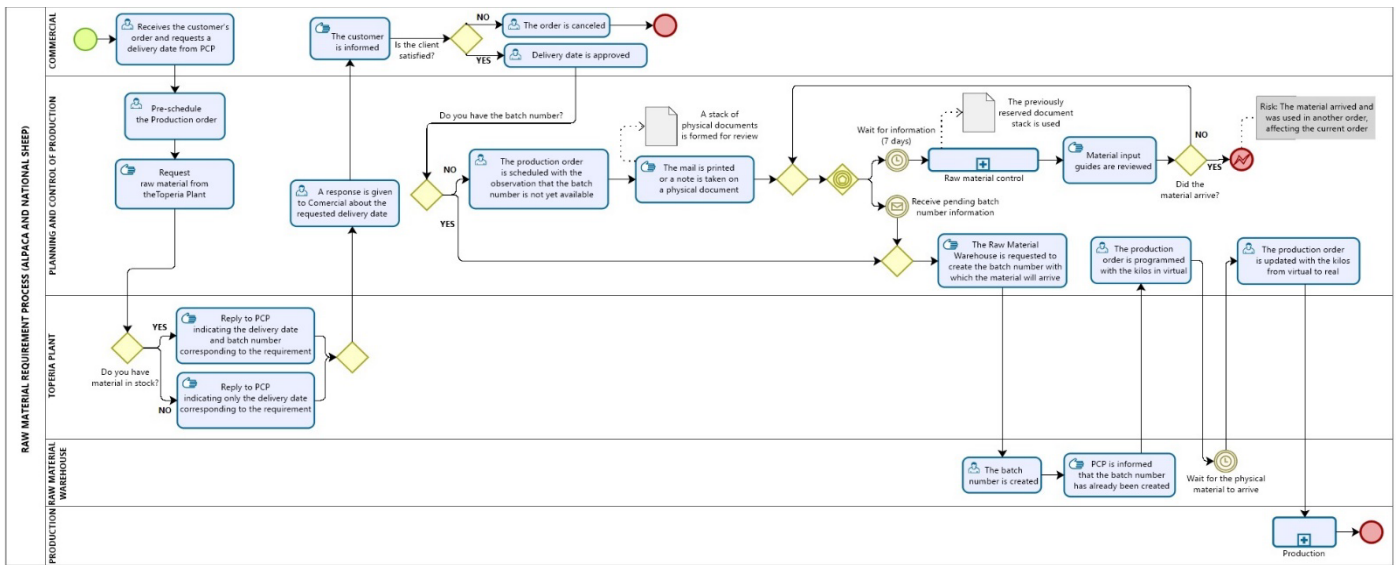 RAW MATERIAL REQUIREMENT PROCESS (ALPACA AND NATIONAL SHEEP)
COMMERCIAL
Receives the customer's
order and requests a
delivery date from PCP
The customer
is informed
Is the client
satisfied?
NO
The order is canceled
YES
Delivery date is approved
PLANNING AND CONTROL OF PRODUCTION
Pre-schedule
the Production order
Request
raw material from
theToperia Plant
A response is given
to Comercial about the
requested delivery date
Do you have the batch number?
NO
YES
The production order
is scheduled with the
observation that the batch
number is not yet available
A stack of
physical documents
is formed for review
The mail is printed
or a note is taken on
a physical document
Wait for information
(7 days)
The previously
reserved document
stack is used
Raw material control
Receive pending batch
number information
Material input
guides are reviewed
NO
YES
Did the
material arrive?
Risk: The material arrived and
was used in another order,
affecting the current order
The Raw Material
Warehouse is requested to
create the batch number with
which the material will arrive
The production
order is programmed
with the kilos in virtual
The production order
is updated with the kilos
from virtual to real
TOPERIA PLANT
Do you have
material in stock?
YES
Reply to PCP
indicating the delivery date
and batch number
corresponding to the requirement
NO
Reply to PCP
indicating only the delivery date
corresponding to the requirement
RAW MATERIAL
WAREHOUSE
The batch
number is created
PCP is informed
that the batch number
has already been created
Wait for the physical
material to arrive
PRODUCTION
Production